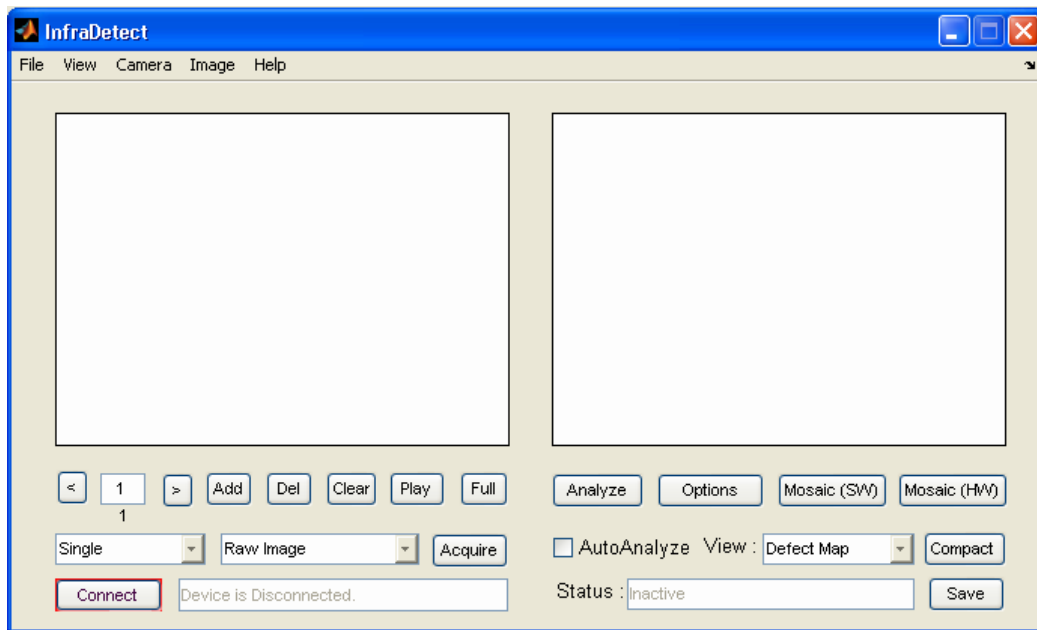 InfraDetect
File View Camera Image Help
< 1 > Add Del Clear Play Full
1
Analyze Options Mosaic (SW) Mosaic (HW)
Single Raw Image Acquire
AutoAnalyze View : Defect Map Compact
Connect Device is Disconnected.
Status : Inactive Save